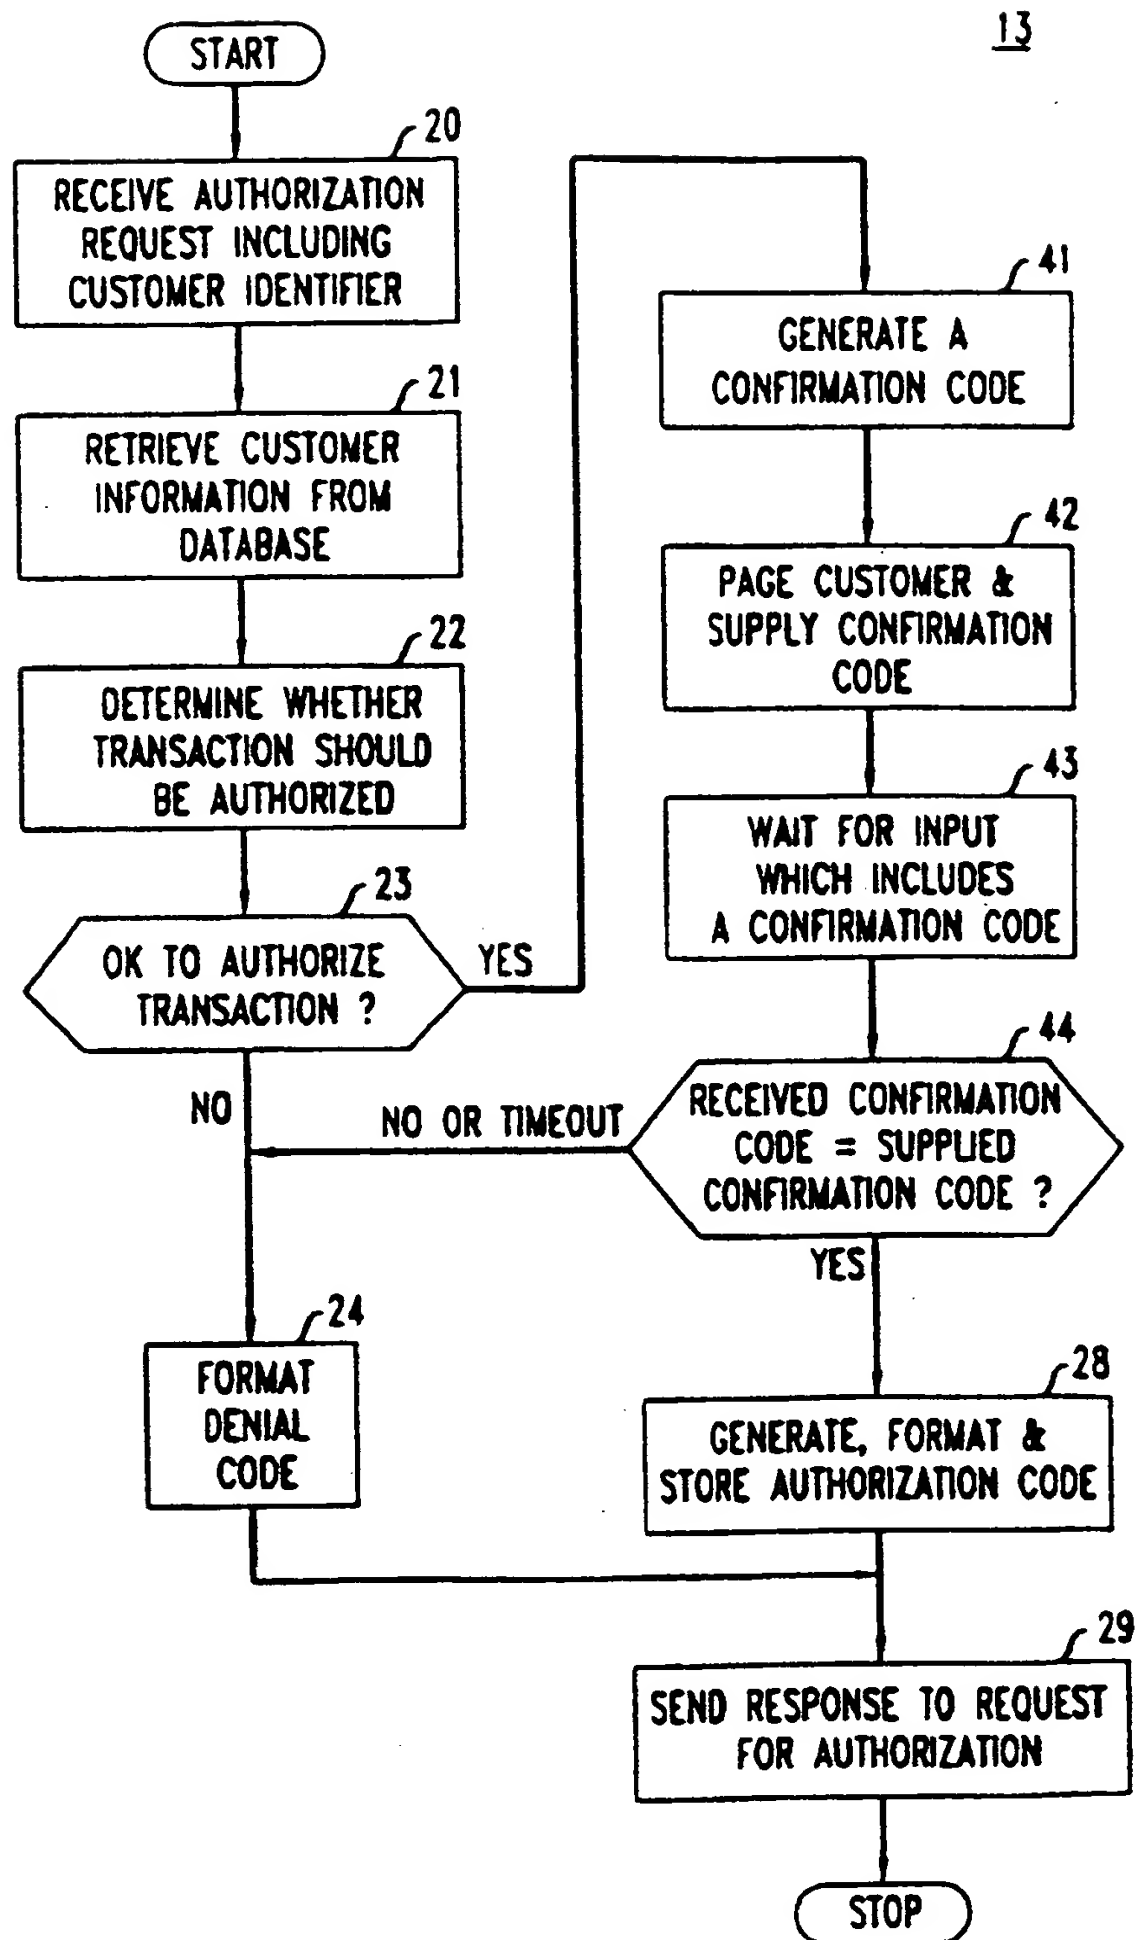 13
START
20
RECEIVE AUTHORIZATION
REQUEST INCLUDING
CUSTOMER IDENTIFIER
21
RETRIEVE CUSTOMER
INFORMATION FROM
DATABASE
22
DETERMINE WHETHER
TRANSACTION SHOULD
BE AUTHORIZED
23
OK TO AUTHORIZE
TRANSACTION ?
YES
NO
41
GENERATE A
CONFIRMATION CODE
42
PAGE CUSTOMER &
SUPPLY CONFIRMATION
CODE
43
WAIT FOR INPUT
WHICH INCLUDES
A CONFIRMATION CODE
44
RECEIVED CONFIRMATION
CODE = SUPPLIED
CONFIRMATION CODE ?
NO OR TIMEOUT
YES
24
FORMAT
DENIAL
CODE
28
GENERATE, FORMAT &
STORE AUTHORIZATION CODE
29
SEND RESPONSE TO REQUEST
FOR AUTHORIZATION
STOP